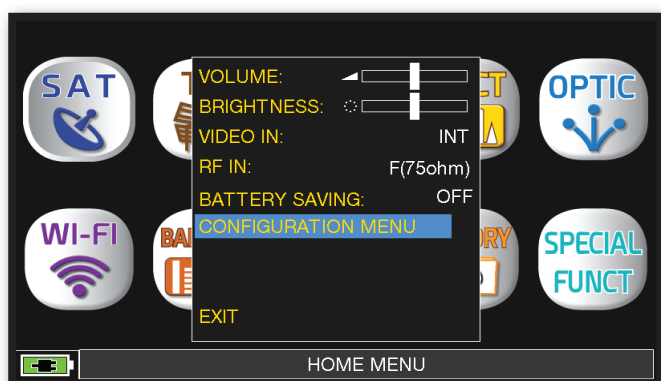 SAT
OPTIC
VOLUME:
BRIGHTNESS:
VIDEO IN: INT
RF IN: F(75ohm)
BATTERY SAVING: OFF
CONFIGURATION MENU
EXIT
WI-FI
SPECIAL
FUNCT
HOME MENU